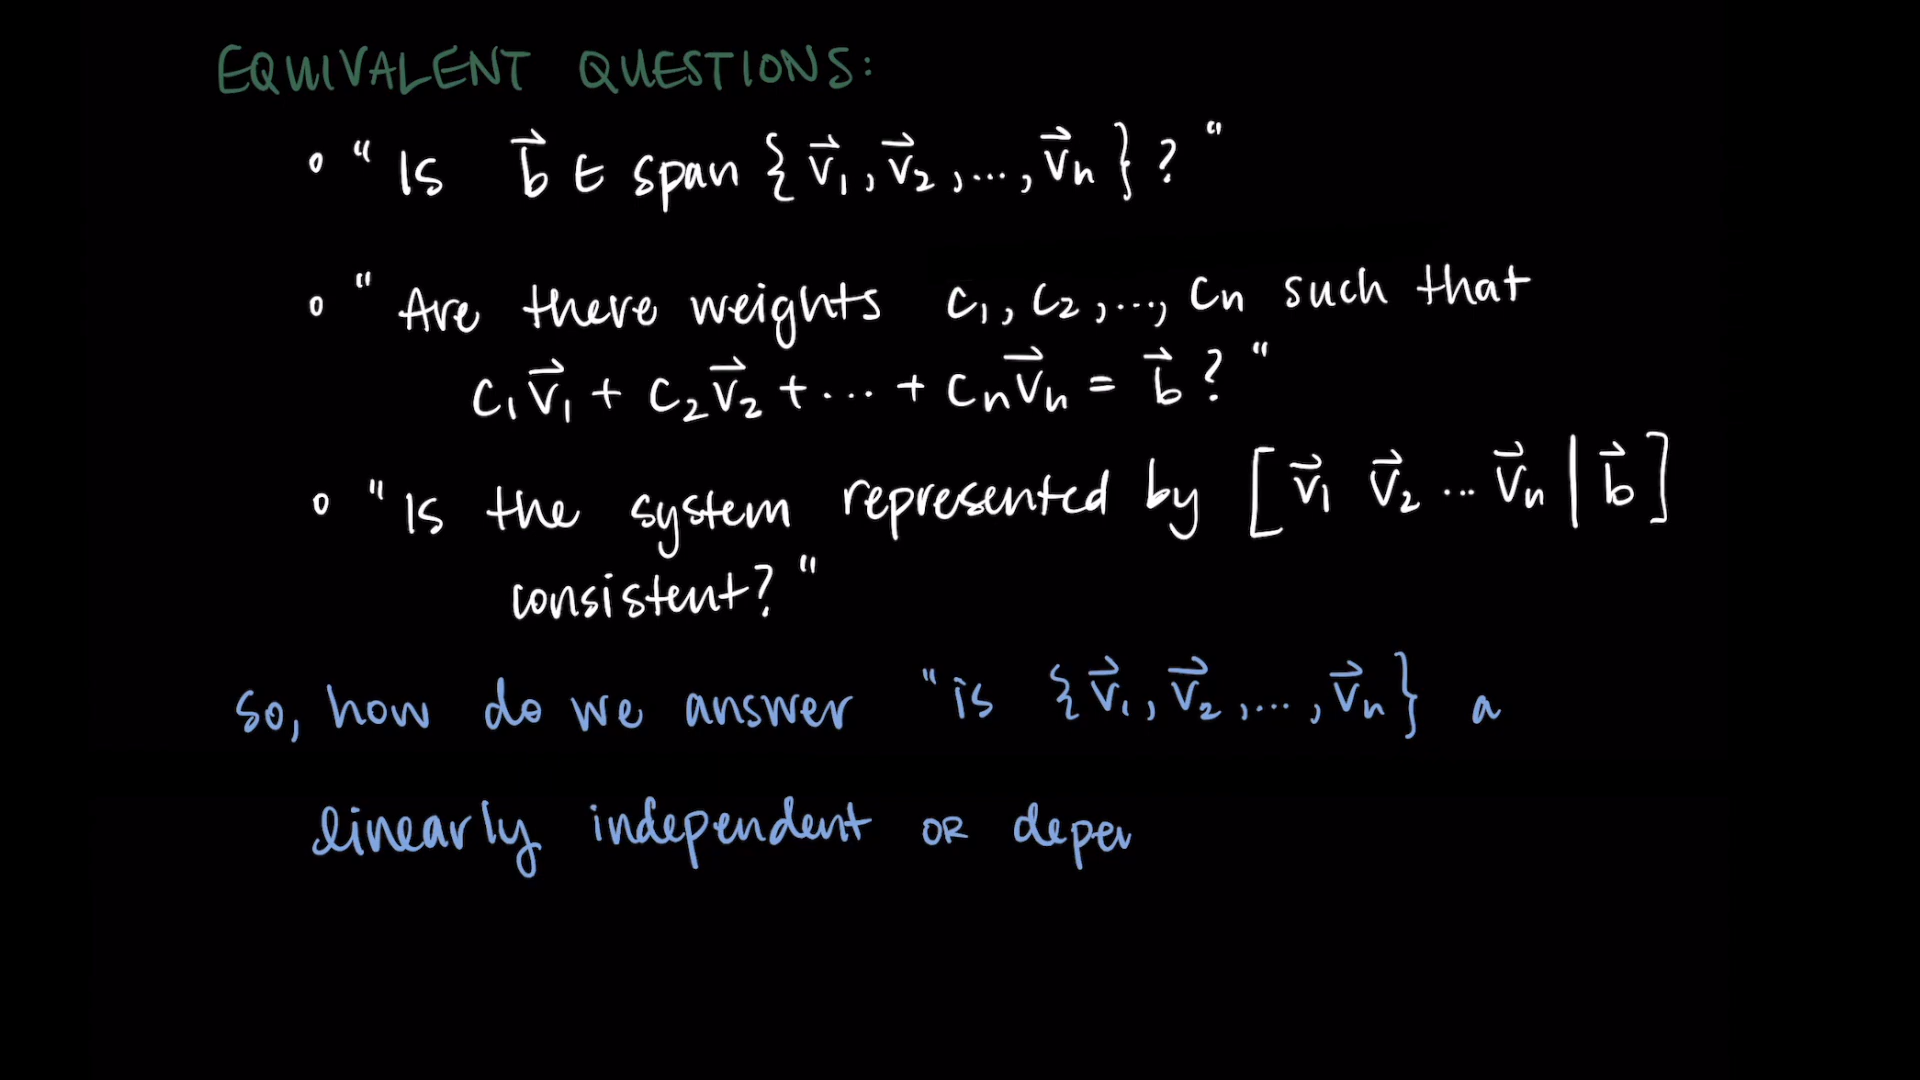 EQUIVALENT QUESTIONS:
◦ "Is b⃗ ∈ span {v⃗₁, v⃗₂, ..., v⃗ₙ}?"
◦ "Are there weights c₁, c₂, ..., cₙ such that
c₁v⃗₁ + c₂v⃗₂ + ... + cₙv⃗ₙ = b⃗?"
◦ "Is the system represented by [v⃗₁ v⃗₂ ... v⃗ₙ | b⃗]
consistent?"
so, how do we answer "is {v⃗₁, v⃗₂, ..., v⃗ₙ} a
linearly independent OR depen